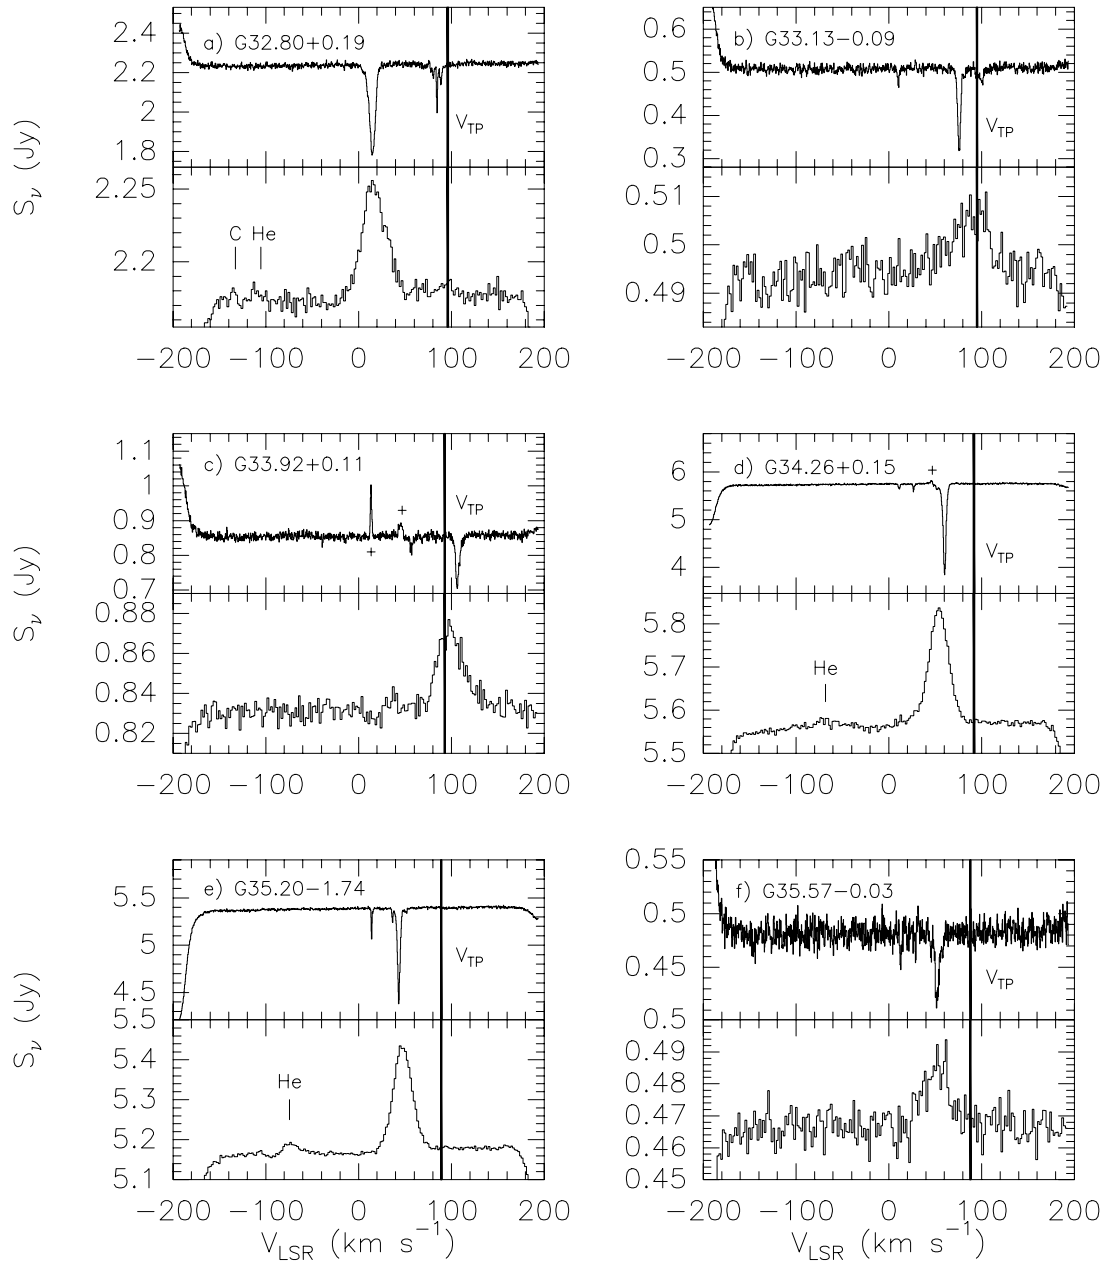 2.4
2.2
2
1.8
a) G32.80+0.19
V_TP
S_ν (Jy)
2.25
2.2
C He
−200 −100 0 100 200
0.6
0.5
0.4
0.3
b) G33.13−0.09
V_TP
0.51
0.5
0.49
−200 −100 0 100 200
1.1
1
0.9
0.8
0.7
c) G33.92+0.11
+
+
V_TP
S_ν (Jy)
0.88
0.86
0.84
0.82
−200 −100 0 100 200
6
5
4
d) G34.26+0.15
+
V_TP
5.8
5.7
5.6
5.5
He
−200 −100 0 100 200
5.5
5
4.5
e) G35.20−1.74
V_TP
S_ν (Jy)
5.5
5.4
5.3
5.2
5.1
He
−200 −100 0 100 200
V_LSR (km s⁻¹)
0.55
0.5
0.45
f) G35.57−0.03
V_TP
0.5
0.49
0.48
0.47
0.46
0.45
−200 −100 0 100 200
V_LSR (km s⁻¹)